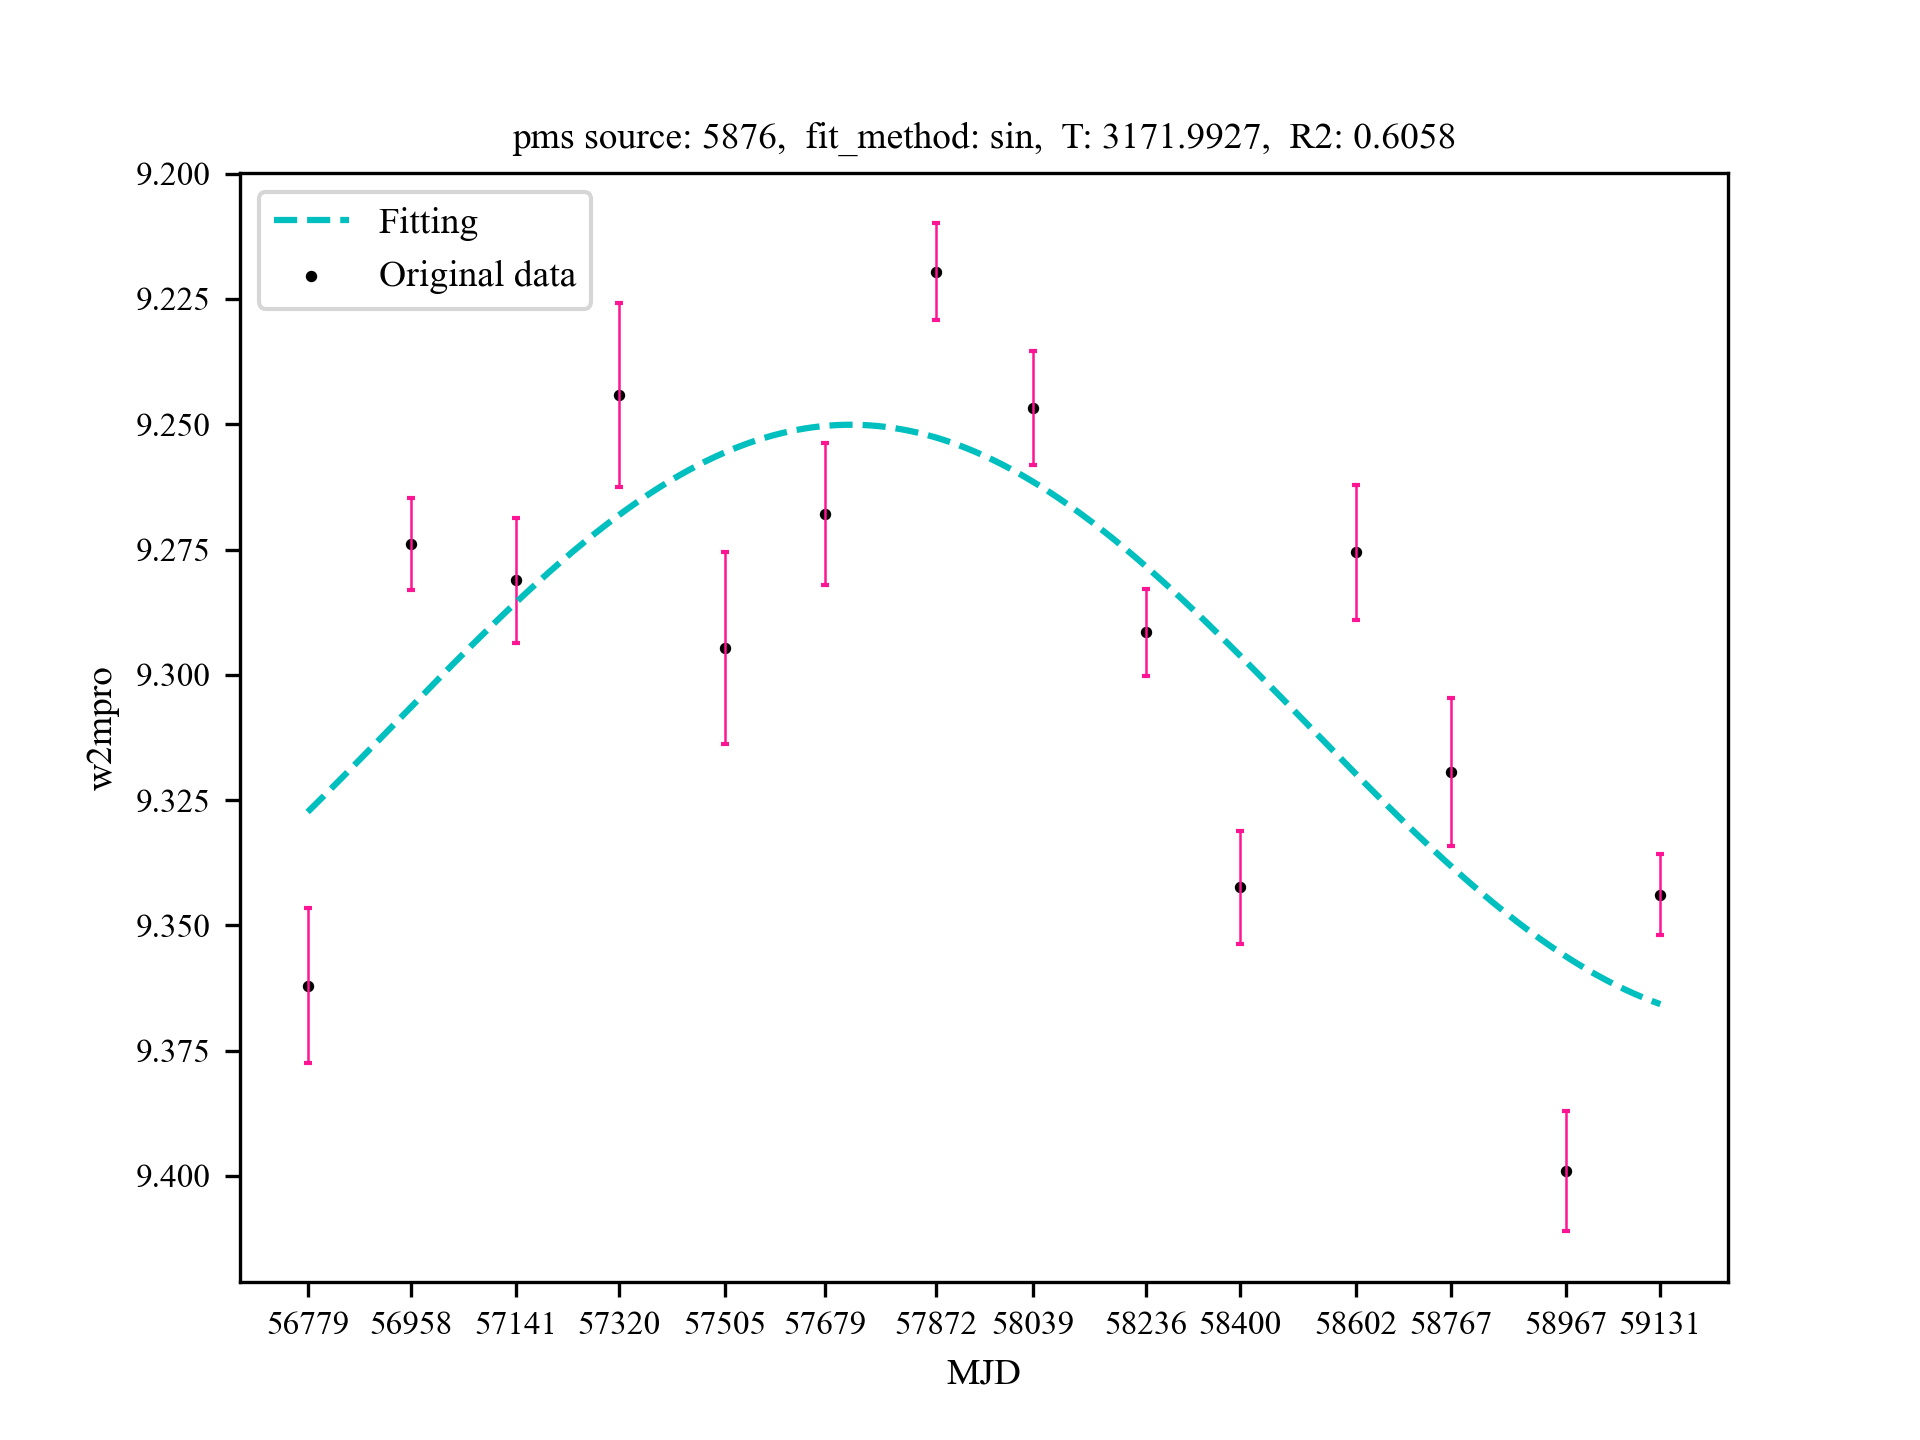 pms source: 5876, fit_method: sin, T: 3171.9927, R2: 0.6058
Fitting
Original data
9.200
9.225
9.250
9.275
9.300
9.325
9.350
9.375
9.400
w2mpro
56779 56958 57141 57320 57505 57679 57872 58039 58236 58400 58602 58767 58967 59131
MJD